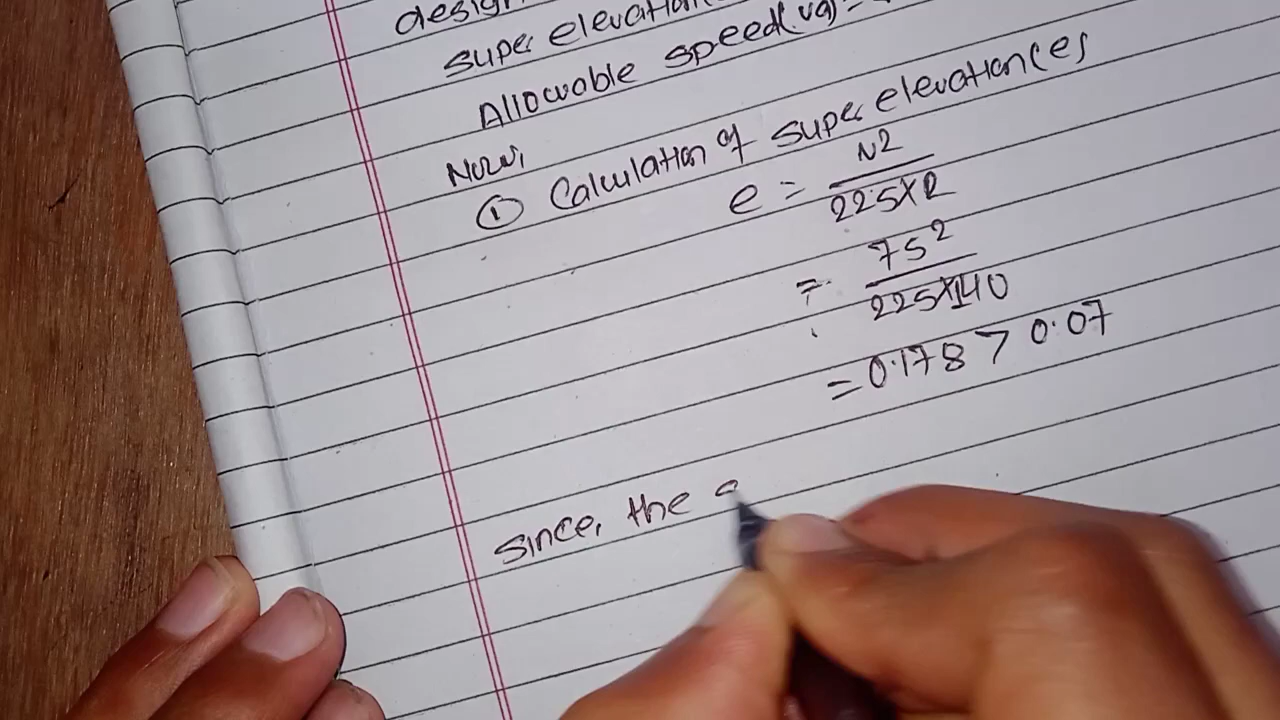 design
super elevation
Allowable speed(va) =
Now,
① Calculation of super elevation(e)
e = v2 / 225×R
= 752 / 225×140
= 0.178 > 0.07
since, the